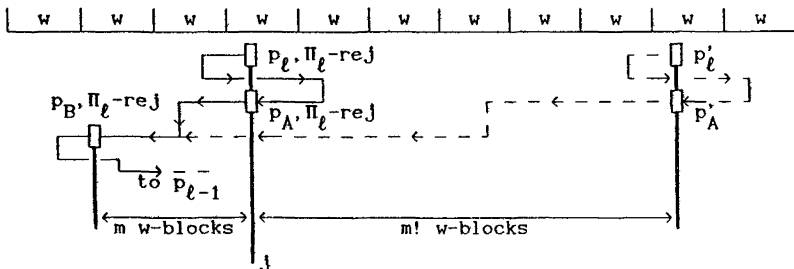 w w w w w w w w w w
p_ℓ, Π_ℓ-rej p'_ℓ
p_B, Π_ℓ-rej p_A, Π_ℓ-rej p'_A
to p̄_{ℓ-1}
m w-blocks m! w-blocks